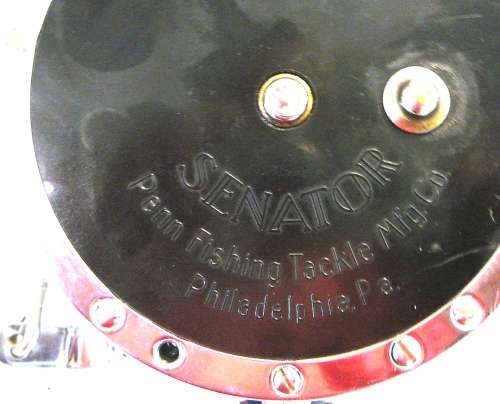 SENATOR
Penn Fishing Tackle Mfg. Co.
Philadelphia, Pa.